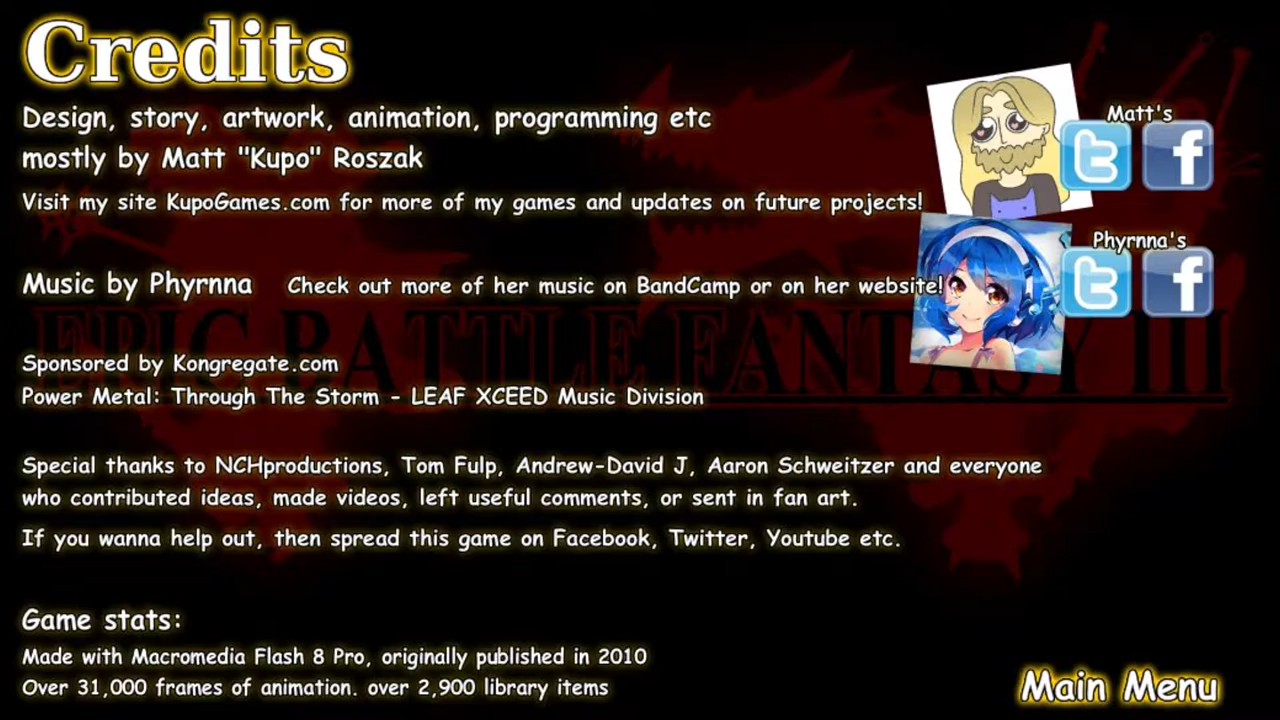 Credits
Design, story, artwork, animation, programming etc
mostly by Matt "Kupo" Roszak
Matt's
Visit my site KupoGames.com for more of my games and updates on future projects!
Phyrnna's
Music by Phyrnna Check out more of her music on BandCamp or on her website!
EPIC BATTLE FANTASY III
Sponsored by Kongregate.com
Power Metal: Through The Storm - LEAF XCEED Music Division
Special thanks to NCHproductions, Tom Fulp, Andrew-David J, Aaron Schweitzer and everyone
who contributed ideas, made videos, left useful comments, or sent in fan art.
If you wanna help out, then spread this game on Facebook, Twitter, Youtube etc.
Game stats:
Made with Macromedia Flash 8 Pro, originally published in 2010
Over 31,000 frames of animation. over 2,900 library items
Main Menu